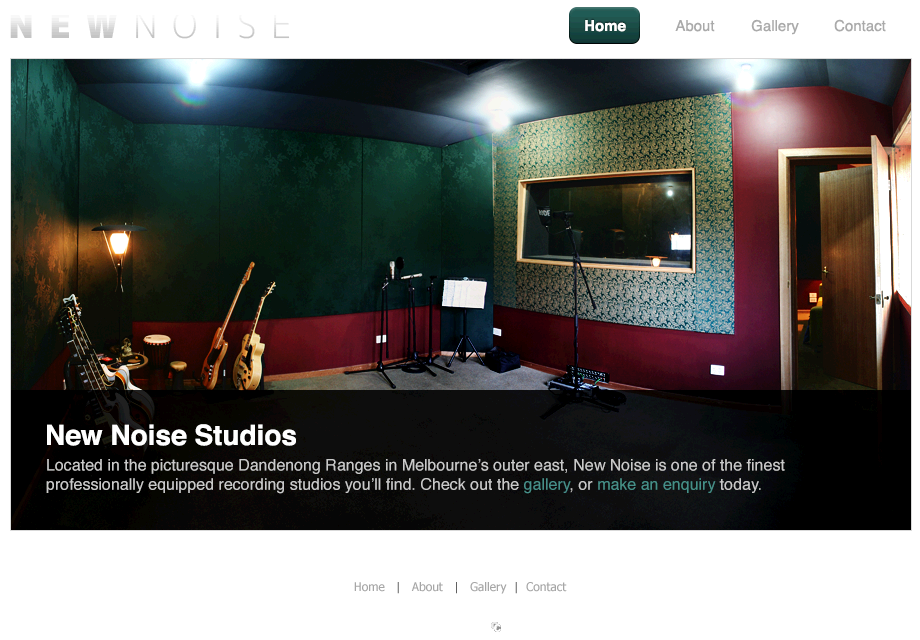 NEWNOISE
Home
About
Gallery
Contact
New Noise Studios
Located in the picturesque Dandenong Ranges in Melbourne’s outer east, New Noise is one of the finest
professionally equipped recording studios you’ll find. Check out the gallery, or make an enquiry today.
Home | About | Gallery | Contact